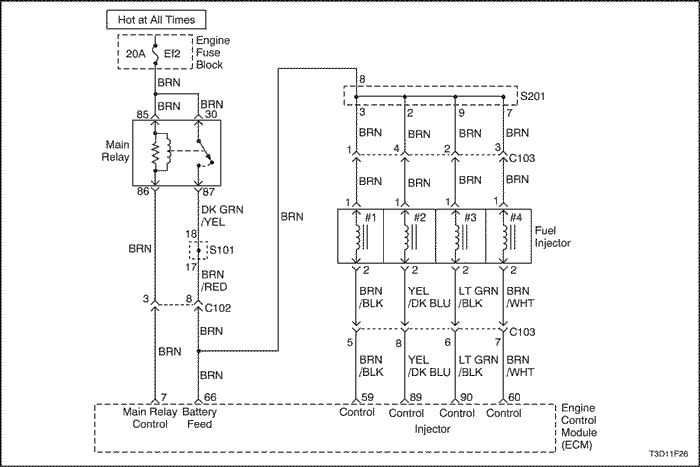 Hot at All Times
20A Ef2
Engine
Fuse
Block
BRN
BRN BRN
85 30
Main
Relay
86 87
DK GRN
/YEL
18
S101
17
BRN
BRN
/RED
3 8 C102
BRN
BRN
BRN
BRN
7 66
Main Relay
Control
Battery
Feed
8
S201
3 2 9 7
BRN BRN BRN BRN
1 4 2 3 C103
BRN BRN BRN BRN
1 1 1 1
#1 #2 #3 #4
Fuel
Injector
2 2 2 2
BRN
/BLK
YEL
/DK BLU
LT GRN
/BLK
BRN
/WHT
C103
5 8 6 7
BRN
/BLK
YEL
/DK BLU
LT GRN
/BLK
BRN
/WHT
59 89 90 60
Control Control Control Control
Injector
Engine
Control
Module
(ECM)
T3D11F26